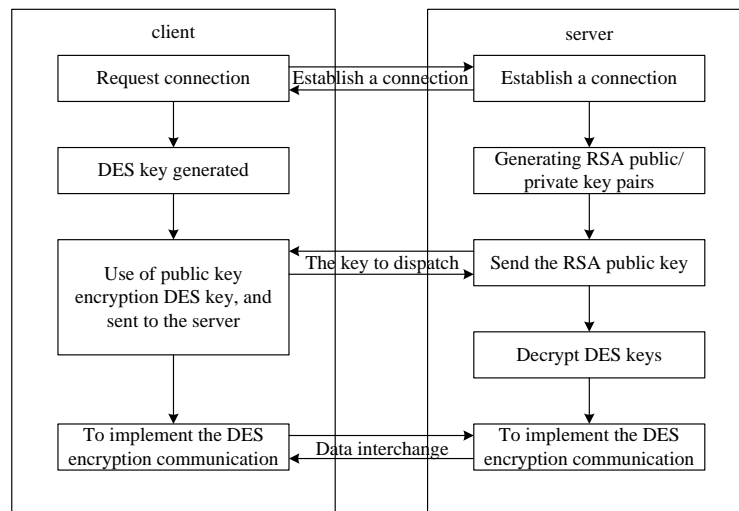 client
server
Request connection
Establish a connection
Establish a connection
DES key generated
Generating RSA public/
private key pairs
Use of public key
encryption DES key, and
sent to the server
The key to dispatch
Send the RSA public key
Decrypt DES keys
To implement the DES
encryption communication
Data interchange
To implement the DES
encryption communication